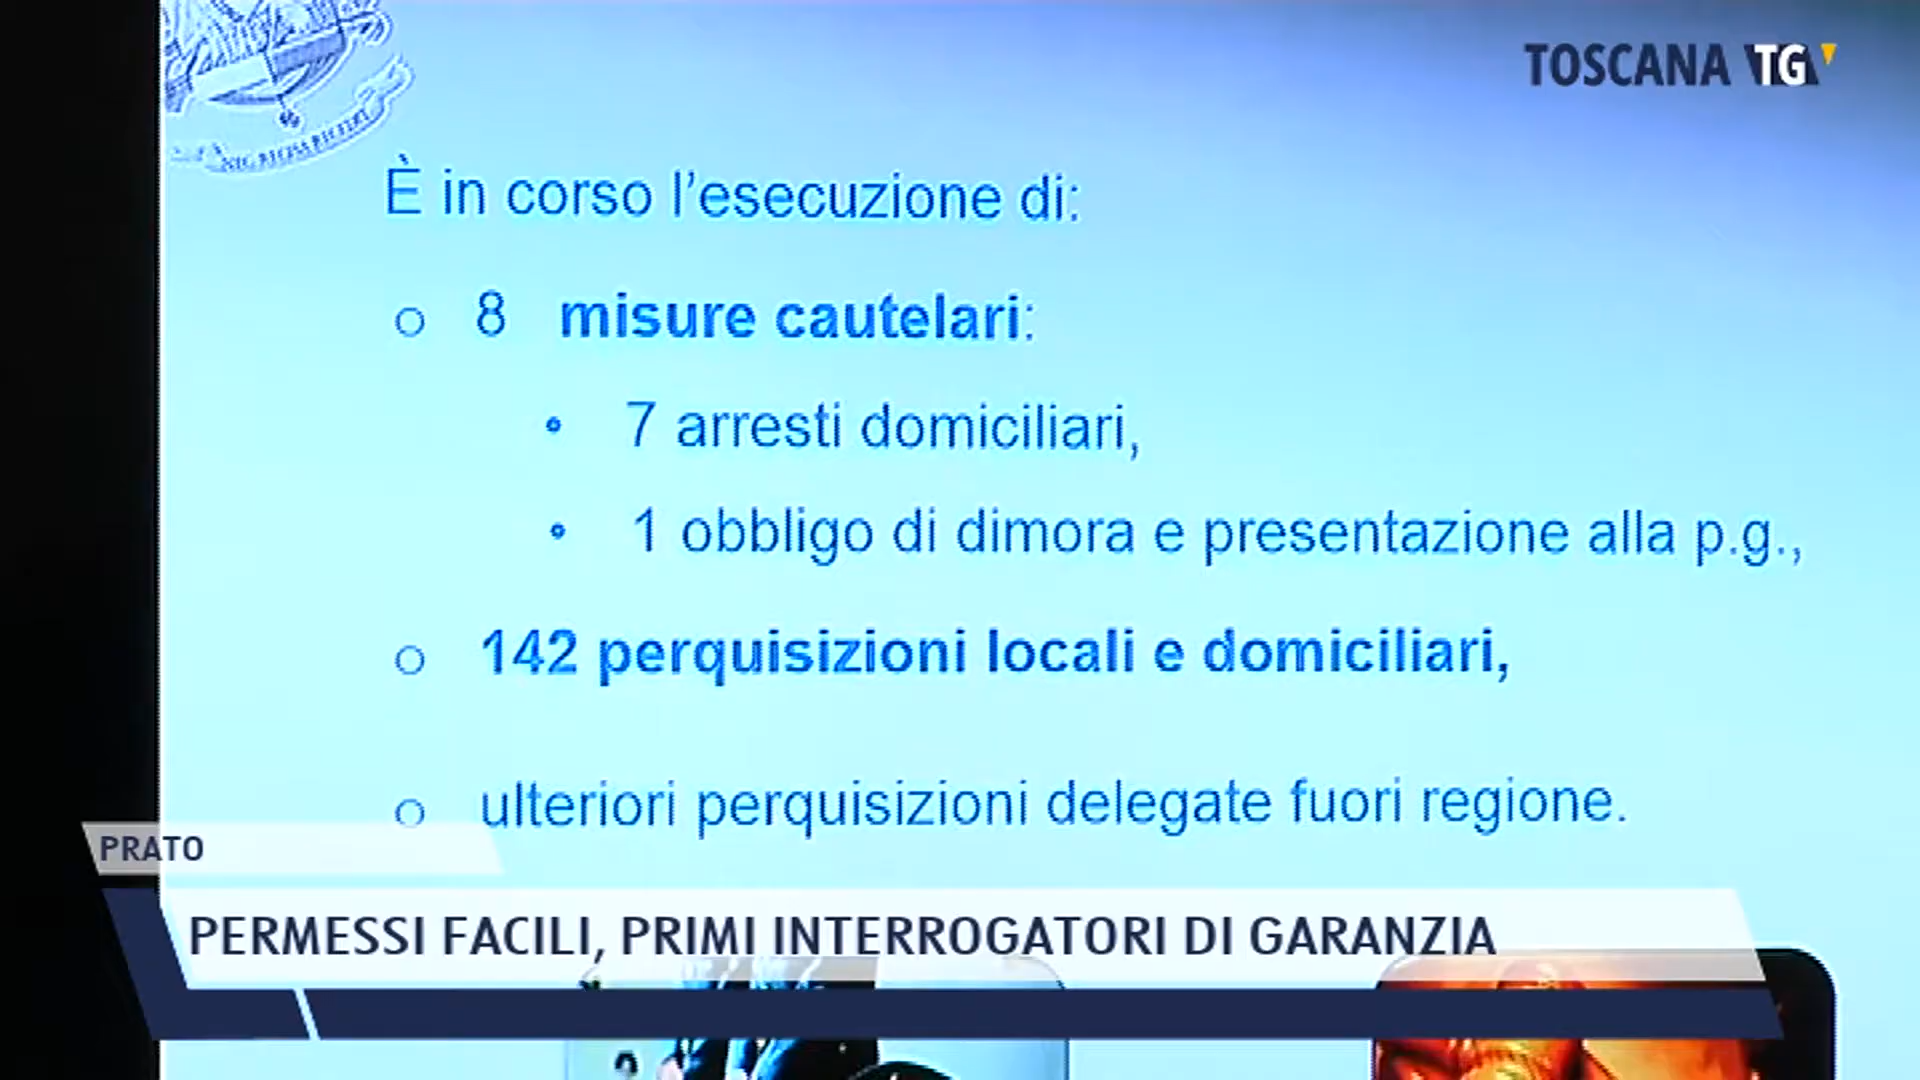 TOSCANA TG
È in corso l'esecuzione di:
o 8 misure cautelari:
• 7 arresti domiciliari,
• 1 obbligo di dimora e presentazione alla p.g.,
o 142 perquisizioni locali e domiciliari,
o ulteriori perquisizioni delegate fuori regione.
PRATO
PERMESSI FACILI, PRIMI INTERROGATORI DI GARANZIA